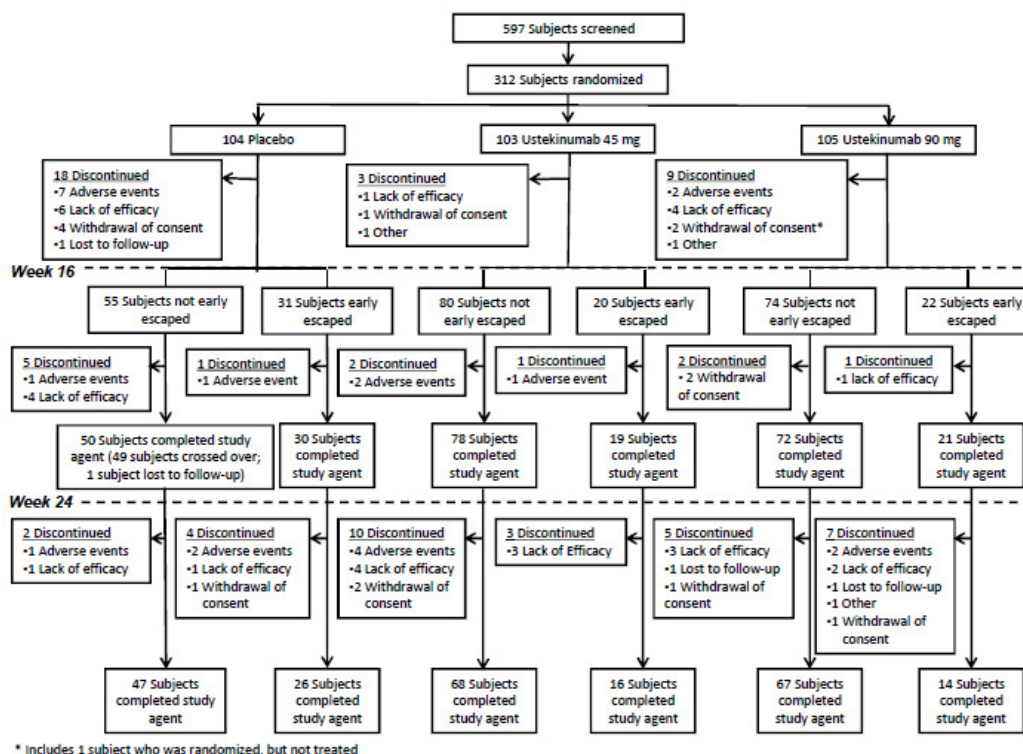 597 Subjects screened
312 Subjects randomized
104 Placebo
103 Ustekinumab 45 mg
105 Ustekinumab 90 mg
18 Discontinued
•7 Adverse events
•6 Lack of efficacy
•4 Withdrawal of consent
•1 Lost to follow-up
3 Discontinued
•1 Lack of efficacy
•1 Withdrawal of consent
•1 Other
9 Discontinued
•2 Adverse events
•4 Lack of efficacy
•2 Withdrawal of consent*
•1 Other
Week 16
55 Subjects not early
escaped
31 Subjects early
escaped
80 Subjects not
early escaped
20 Subjects early
escaped
74 Subjects not
early escaped
22 Subjects early
escaped
5 Discontinued
•1 Adverse events
•4 Lack of efficacy
1 Discontinued
•1 Adverse event
2 Discontinued
•2 Adverse events
1 Discontinued
•1 Adverse event
2 Discontinued
•2 Withdrawal
of consent
1 Discontinued
•1 lack of efficacy
50 Subjects completed study
agent (49 subjects crossed over;
1 subject lost to follow-up)
30 Subjects
completed
study agent
78 Subjects
completed
study agent
19 Subjects
completed
study agent
72 Subjects
completed
study agent
21 Subjects
completed
study agent
Week 24
2 Discontinued
•1 Adverse events
•1 Lack of efficacy
4 Discontinued
•2 Adverse events
•1 Lack of efficacy
•1 Withdrawal of
consent
10 Discontinued
•4 Adverse events
•4 Lack of efficacy
•2 Withdrawal of
consent
3 Discontinued
•3 Lack of Efficacy
5 Discontinued
•3 Lack of efficacy
•1 Lost to follow-up
•1 Withdrawal of
consent
7 Discontinued
•2 Adverse events
•2 Lack of efficacy
•1 Lost to follow-up
•1 Other
•1 Withdrawal of
consent
47 Subjects
completed study
agent
26 Subjects
completed
study agent
68 Subjects
completed
study agent
16 Subjects
completed
study agent
67 Subjects
completed
study agent
14 Subjects
completed
study agent
* Includes 1 subject who was randomized, but not treated